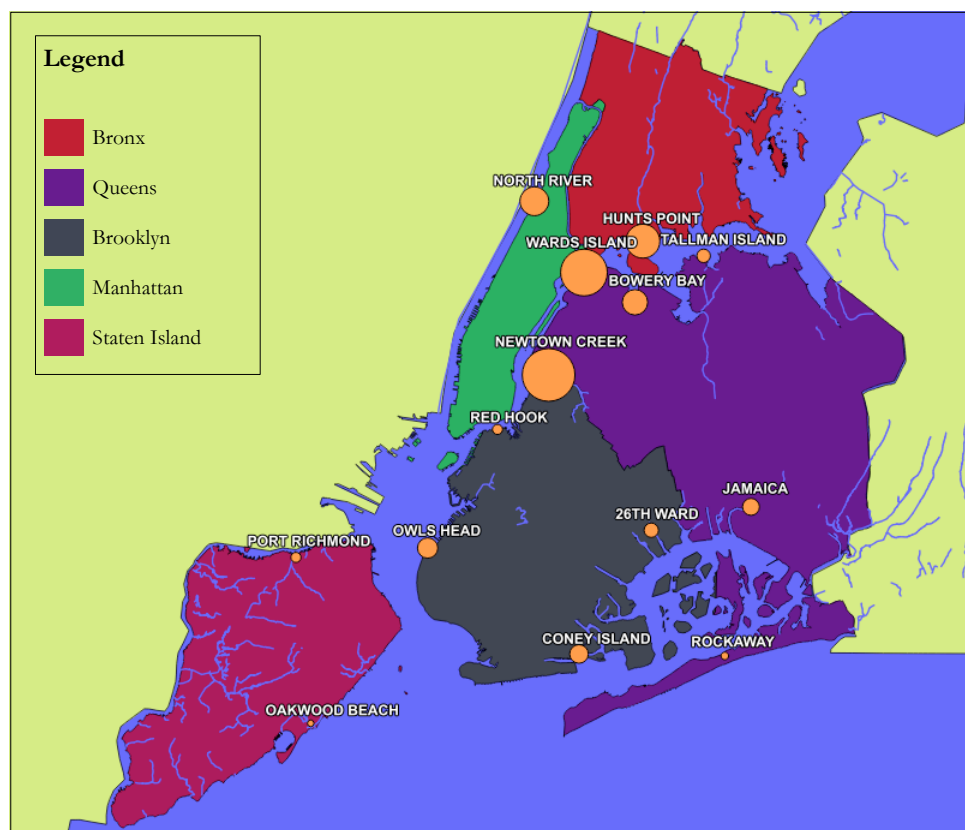 Legend
Bronx
Queens
Brooklyn
Manhattan
Staten Island
NORTH RIVER
HUNTS POINT
WARDS ISLAND
TALLMAN ISLAND
BOWERY BAY
NEWTOWN CREEK
RED HOOK
JAMAICA
26TH WARD
OWLS HEAD
PORT RICHMOND
CONEY ISLAND
ROCKAWAY
OAKWOOD BEACH